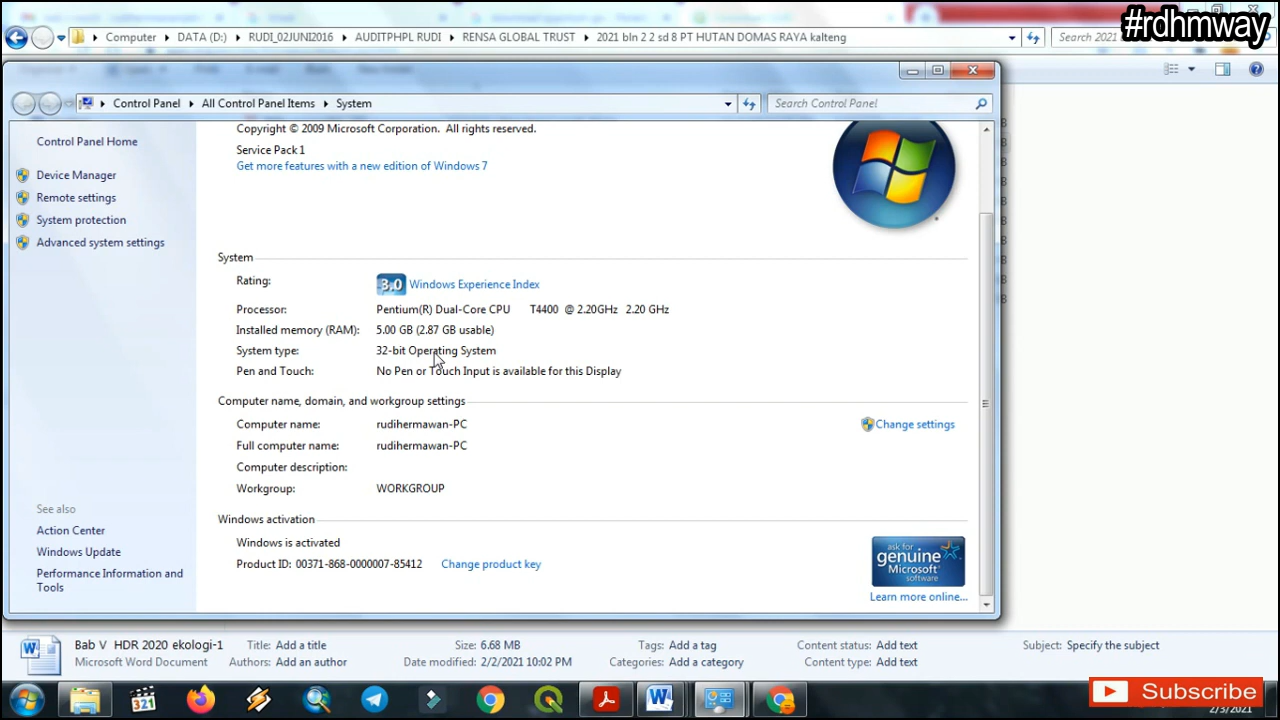 #rdhmway
Computer DATA (D:) RUDI_02JUNI2016 AUDITPHPL RUDI RENSA GLOBAL TRUST 2021 bln 2 2 sd 8 PT HUTAN DOMAS RAYA kalteng
Search 2021
Control Panel All Control Panel Items System
Search Control Panel
Control Panel Home
Device Manager
Remote settings
System protection
Advanced system settings
See also
Action Center
Windows Update
Performance Information and
Tools
Copyright © 2009 Microsoft Corporation. All rights reserved.
Service Pack 1
Get more features with a new edition of Windows 7
System
Rating: 3.0 Windows Experience Index
Processor: Pentium(R) Dual-Core CPU T4400 @ 2.20GHz 2.20 GHz
Installed memory (RAM): 5.00 GB (2.87 GB usable)
System type: 32-bit Operating System
Pen and Touch: No Pen or Touch Input is available for this Display
Computer name, domain, and workgroup settings
Computer name: rudihermawan-PC
Change settings
Full computer name: rudihermawan-PC
Computer description:
Workgroup: WORKGROUP
Windows activation
Windows is activated
Product ID: 00371-868-0000007-85412 Change product key
ask for
genuine
Microsoft
software
Learn more online...
Bab V HDR 2020 ekologi-1 Title: Add a title Size: 6.68 MB Tags: Add a tag Content status: Add text Subject: Specify the subject
Microsoft Word Document Authors: Add an author Date modified: 2/2/2021 10:02 PM Categories: Add a category Content type: Add text
321
Subscribe
2/3/2021